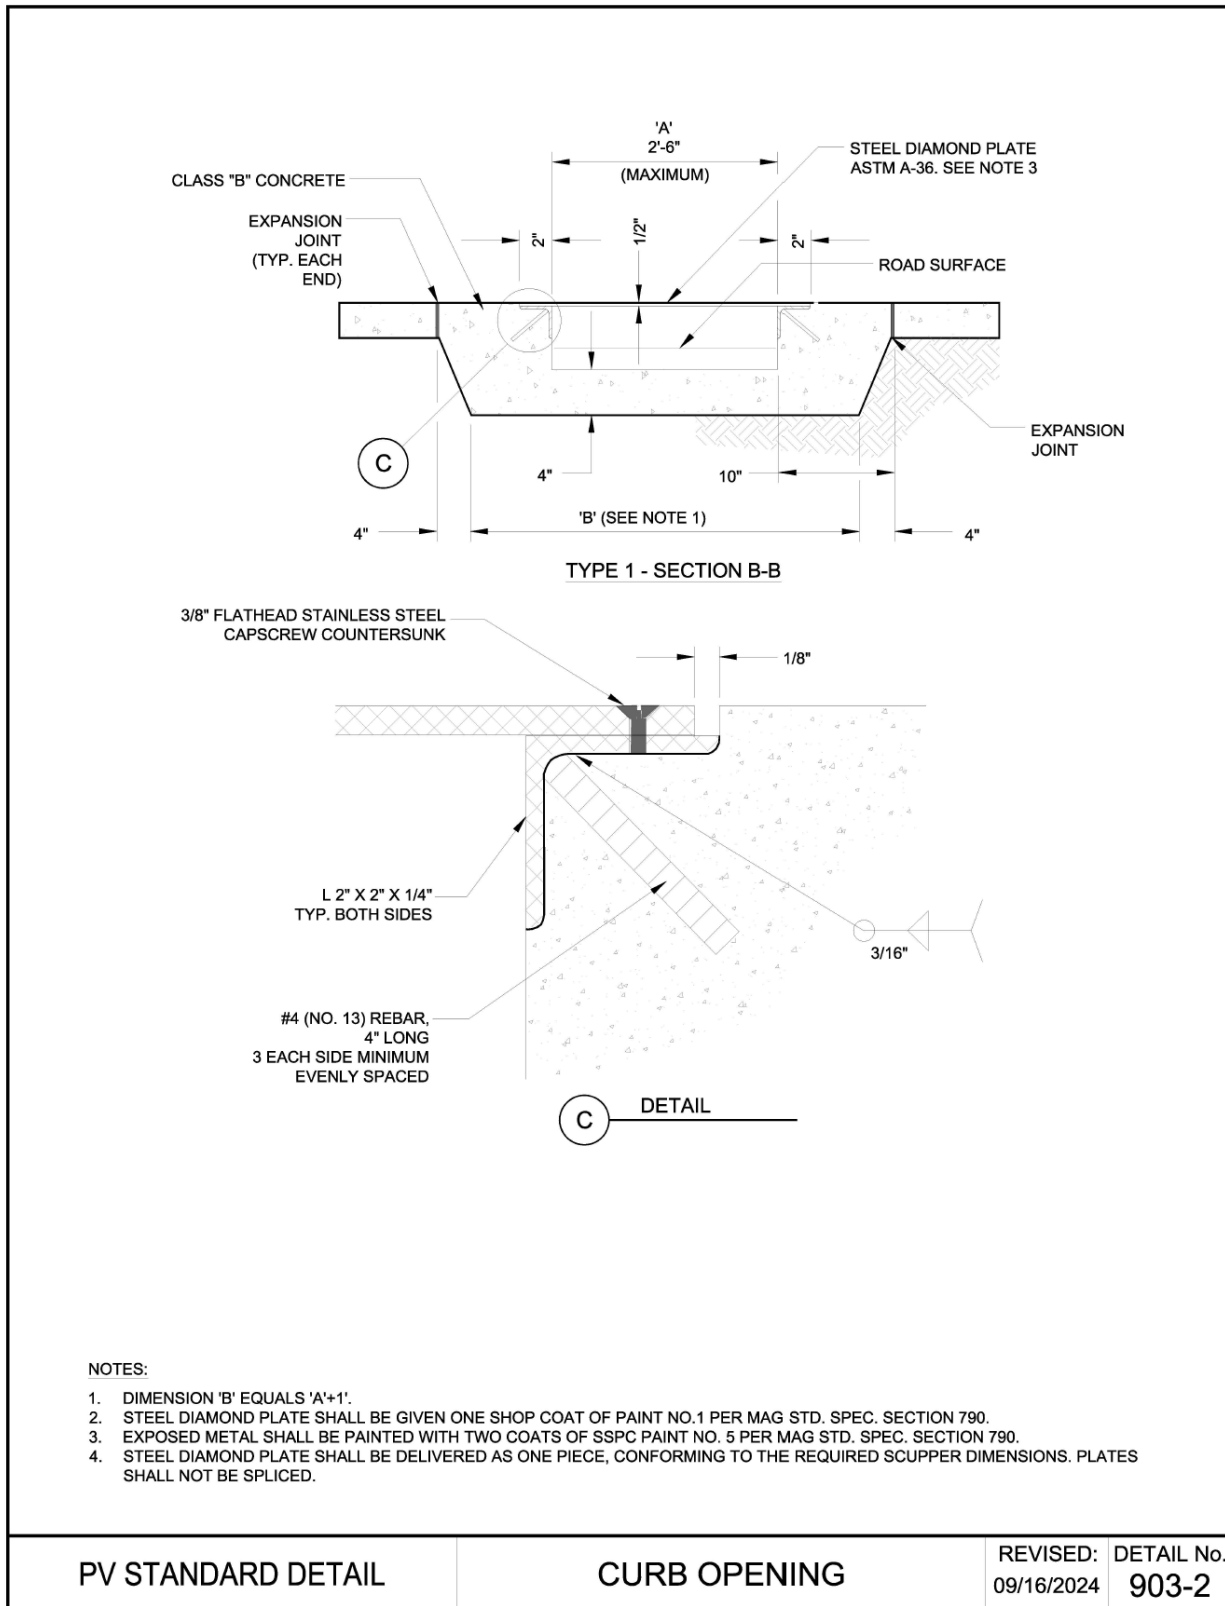 'A'
2'-6"
(MAXIMUM)
STEEL DIAMOND PLATE
ASTM A-36. SEE NOTE 3
CLASS "B" CONCRETE
EXPANSION
JOINT
(TYP. EACH
END)
2"
1/2"
2"
ROAD SURFACE
EXPANSION
JOINT
C
4"
10"
4"
'B' (SEE NOTE 1)
4"
TYPE 1 - SECTION B-B
3/8" FLATHEAD STAINLESS STEEL
CAPSCREW COUNTERSUNK
1/8"
L 2" X 2" X 1/4"
TYP. BOTH SIDES
3/16"
#4 (NO. 13) REBAR,
4" LONG
3 EACH SIDE MINIMUM
EVENLY SPACED
C DETAIL
NOTES:
1. DIMENSION 'B' EQUALS 'A'+1'.
2. STEEL DIAMOND PLATE SHALL BE GIVEN ONE SHOP COAT OF PAINT NO.1 PER MAG STD. SPEC. SECTION 790.
3. EXPOSED METAL SHALL BE PAINTED WITH TWO COATS OF SSPC PAINT NO. 5 PER MAG STD. SPEC. SECTION 790.
4. STEEL DIAMOND PLATE SHALL BE DELIVERED AS ONE PIECE, CONFORMING TO THE REQUIRED SCUPPER DIMENSIONS. PLATES
SHALL NOT BE SPLICED.
PV STANDARD DETAIL
CURB OPENING
REVISED:
09/16/2024
DETAIL No.
903-2